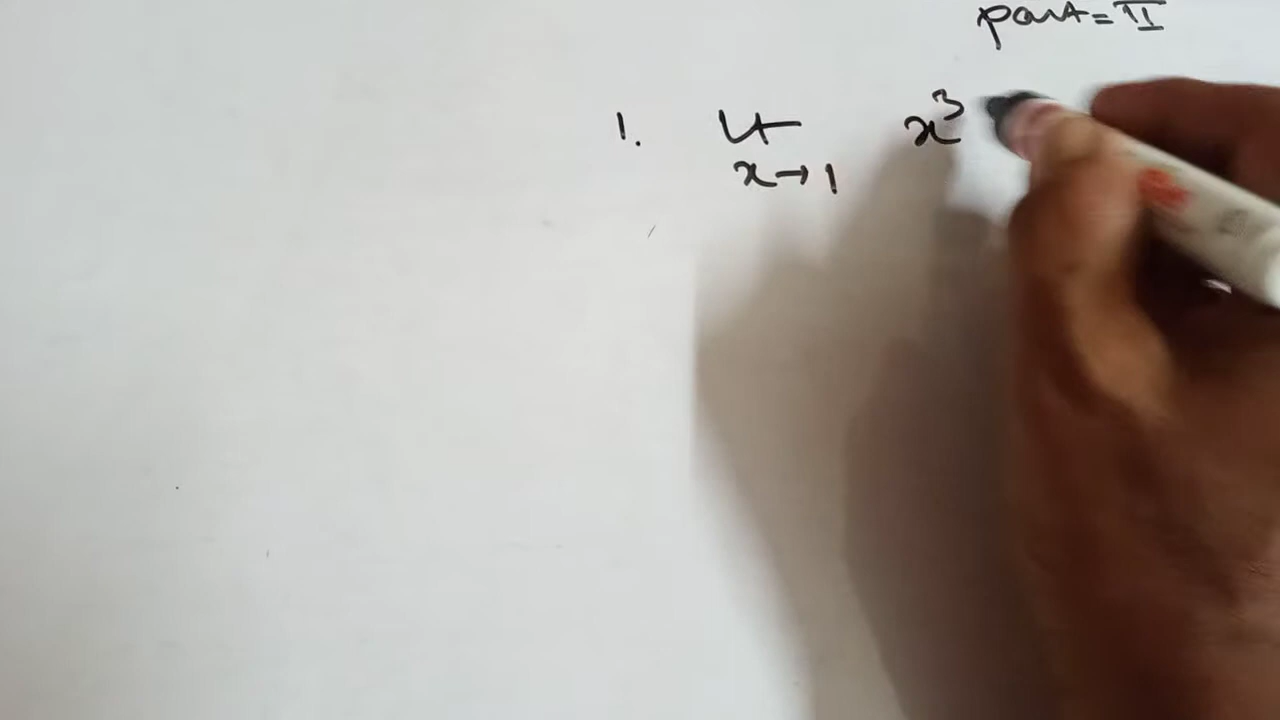 part = II
1. Lt x³
x→1